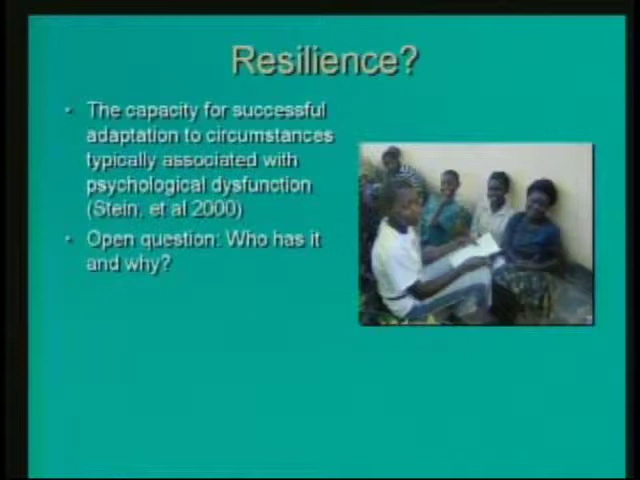 Resilience?
• The capacity for successful
adaptation to circumstances
typically associated with
psychological dysfunction
(Stein, et al 2000)
• Open question: Who has it
and why?